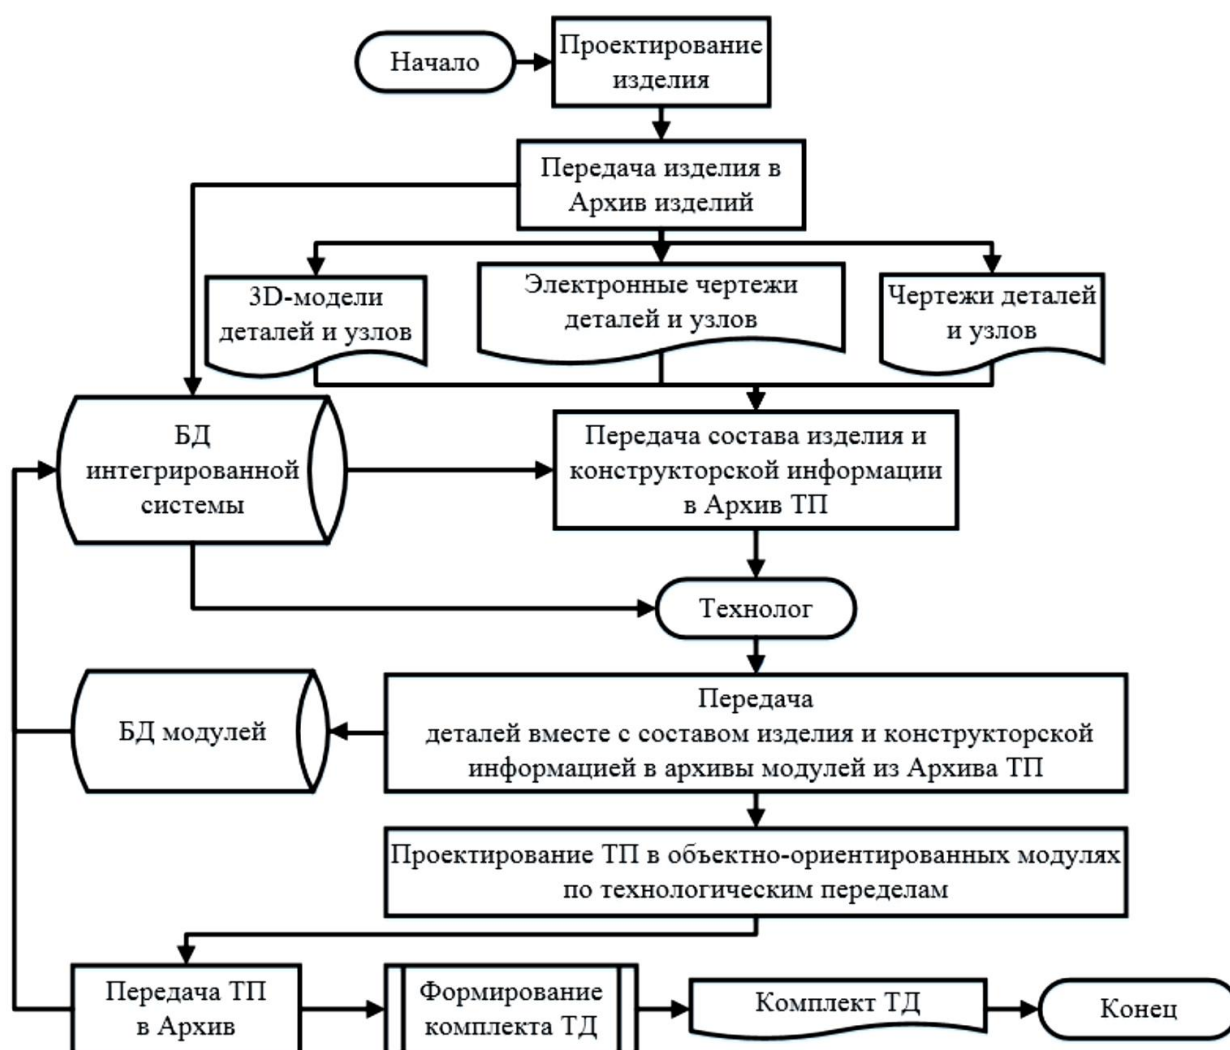 Начало
Проектирование
изделия
Передача изделия в
Архив изделий
3D-модели
деталей и узлов
Электронные чертежи
деталей и узлов
Чертежи деталей
и узлов
БД
интегрированной
системы
Передача состава изделия и
конструкторской информации
в Архив ТП
Технолог
БД модулей
Передача
деталей вместе с составом изделия и конструкторской
информацией в архивы модулей из Архива ТП
Проектирование ТП в объектно-ориентированных модулях
по технологическим переделам
Передача ТП
в Архив
Формирование
комплекта ТД
Комплект ТД
Конец